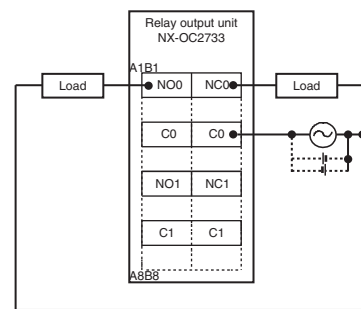 Relay output unit
NX-OC2733
A1B1
Load
NO0
NC0
Load
C0
C0
NO1
NC1
C1
C1
A8B8